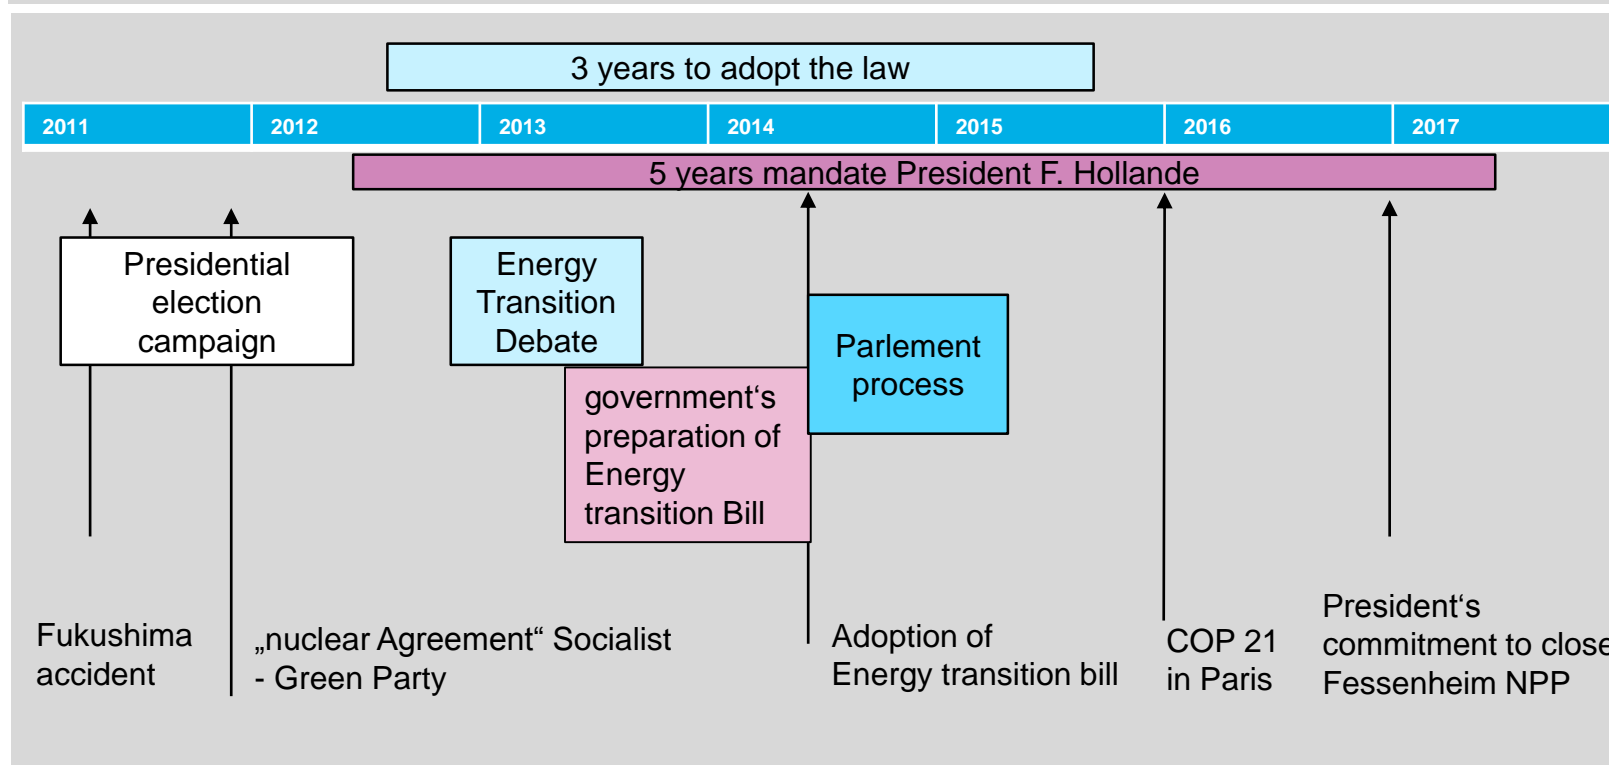 3 years to adopt the law
2011 2012 2013 2014 2015 2016 2017
5 years mandate President F. Hollande
Presidential
election
campaign
Energy
Transition
Debate
government‘s
preparation of
Energy
transition Bill
Parlement
process
Fukushima
accident
„nuclear Agreement“ Socialist
- Green Party
Adoption of
Energy transition bill
COP 21
in Paris
President‘s
commitment to close
Fessenheim NPP